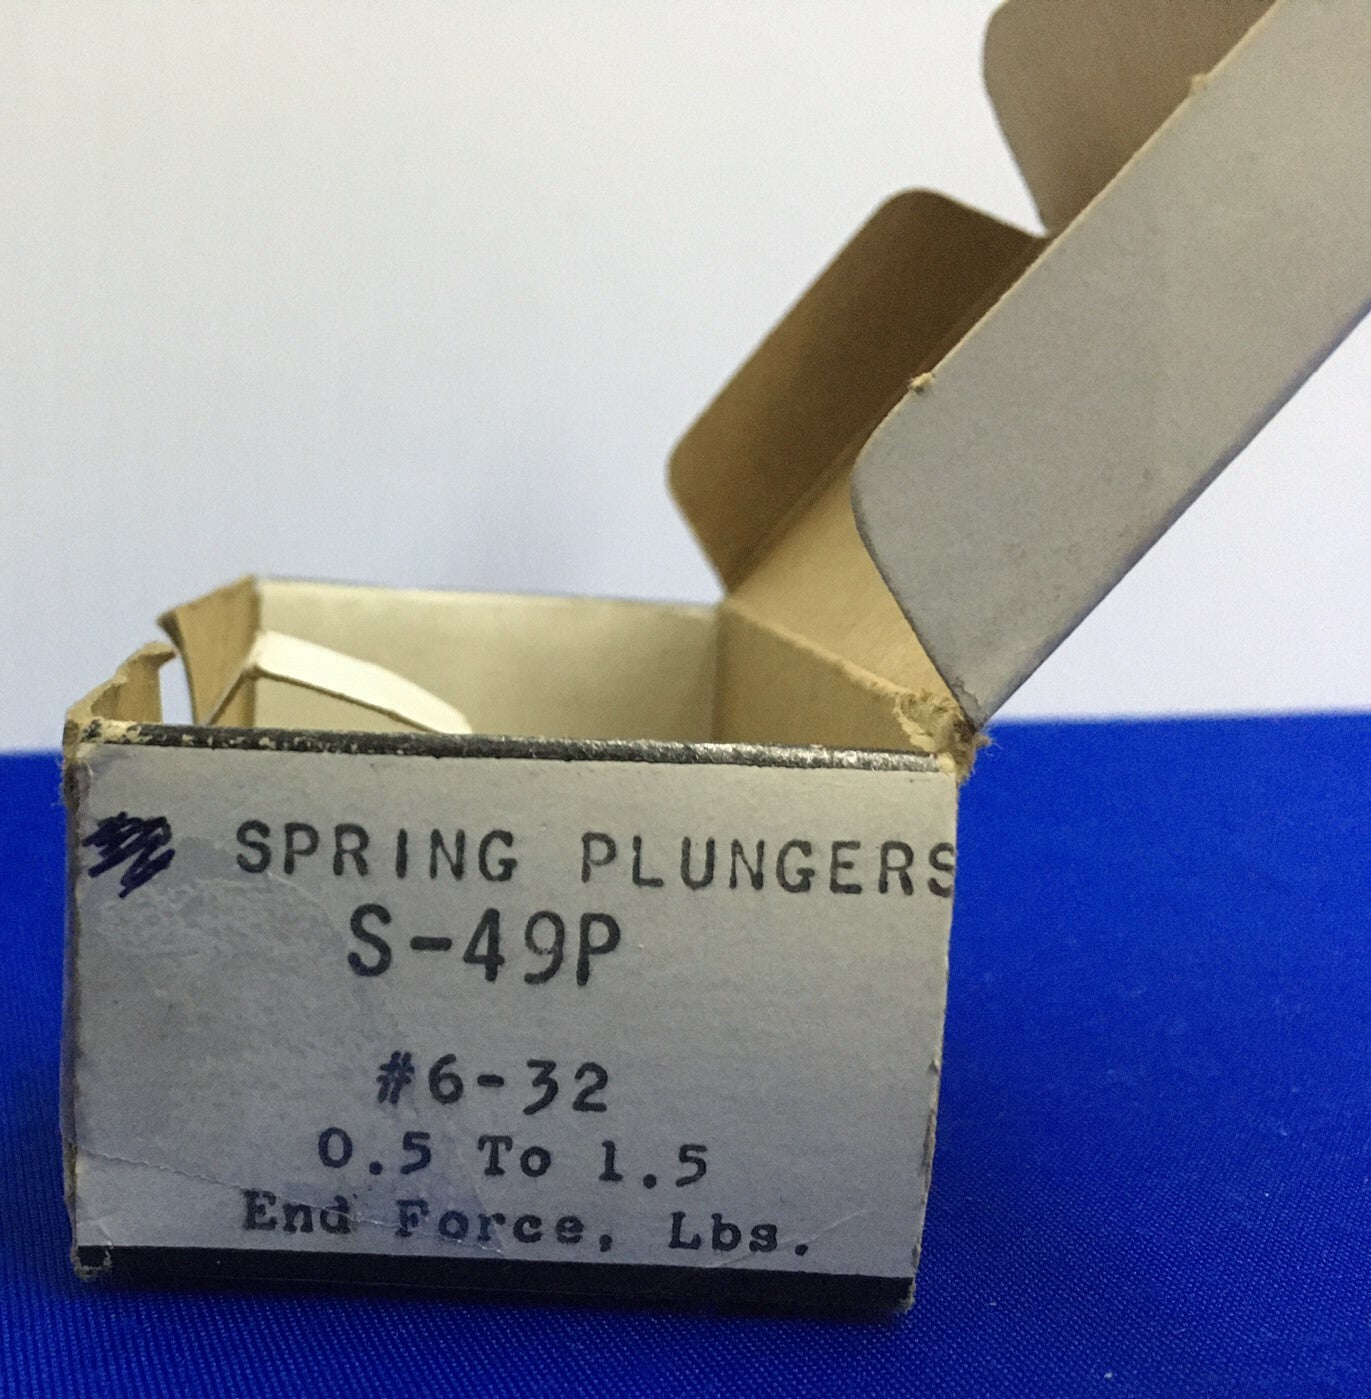 SPRING PLUNGERS
S-49P
#6-32
0.5 To 1.5
End Force, Lbs.